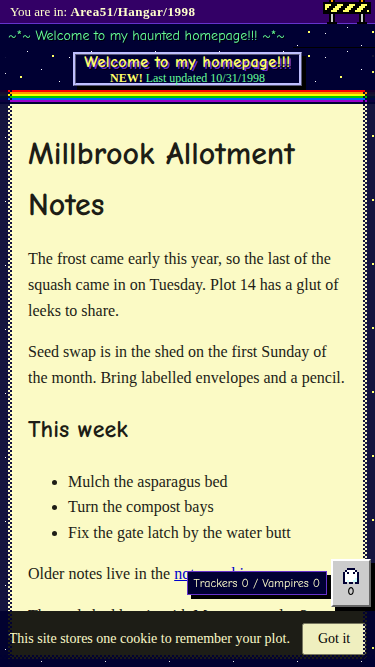 You are in: Area51/Hangar/1998
~*~ Welcome to my haunted homepage!!! ~*~
Welcome to my homepage!!!
NEW! Last updated 10/31/1998
Millbrook Allotment
Notes
The frost came early this year, so the last of the
squash came in on Tuesday. Plot 14 has a glut of
leeks to share.
Seed swap is in the shed on the first Sunday of
the month. Bring labelled envelopes and a pencil.
This week
Mulch the asparagus bed
Turn the compost bays
Fix the gate latch by the water butt
Older notes live in the
Trackers 0 / Vampires 0
0
This site stores one cookie to remember your plot.
Got it